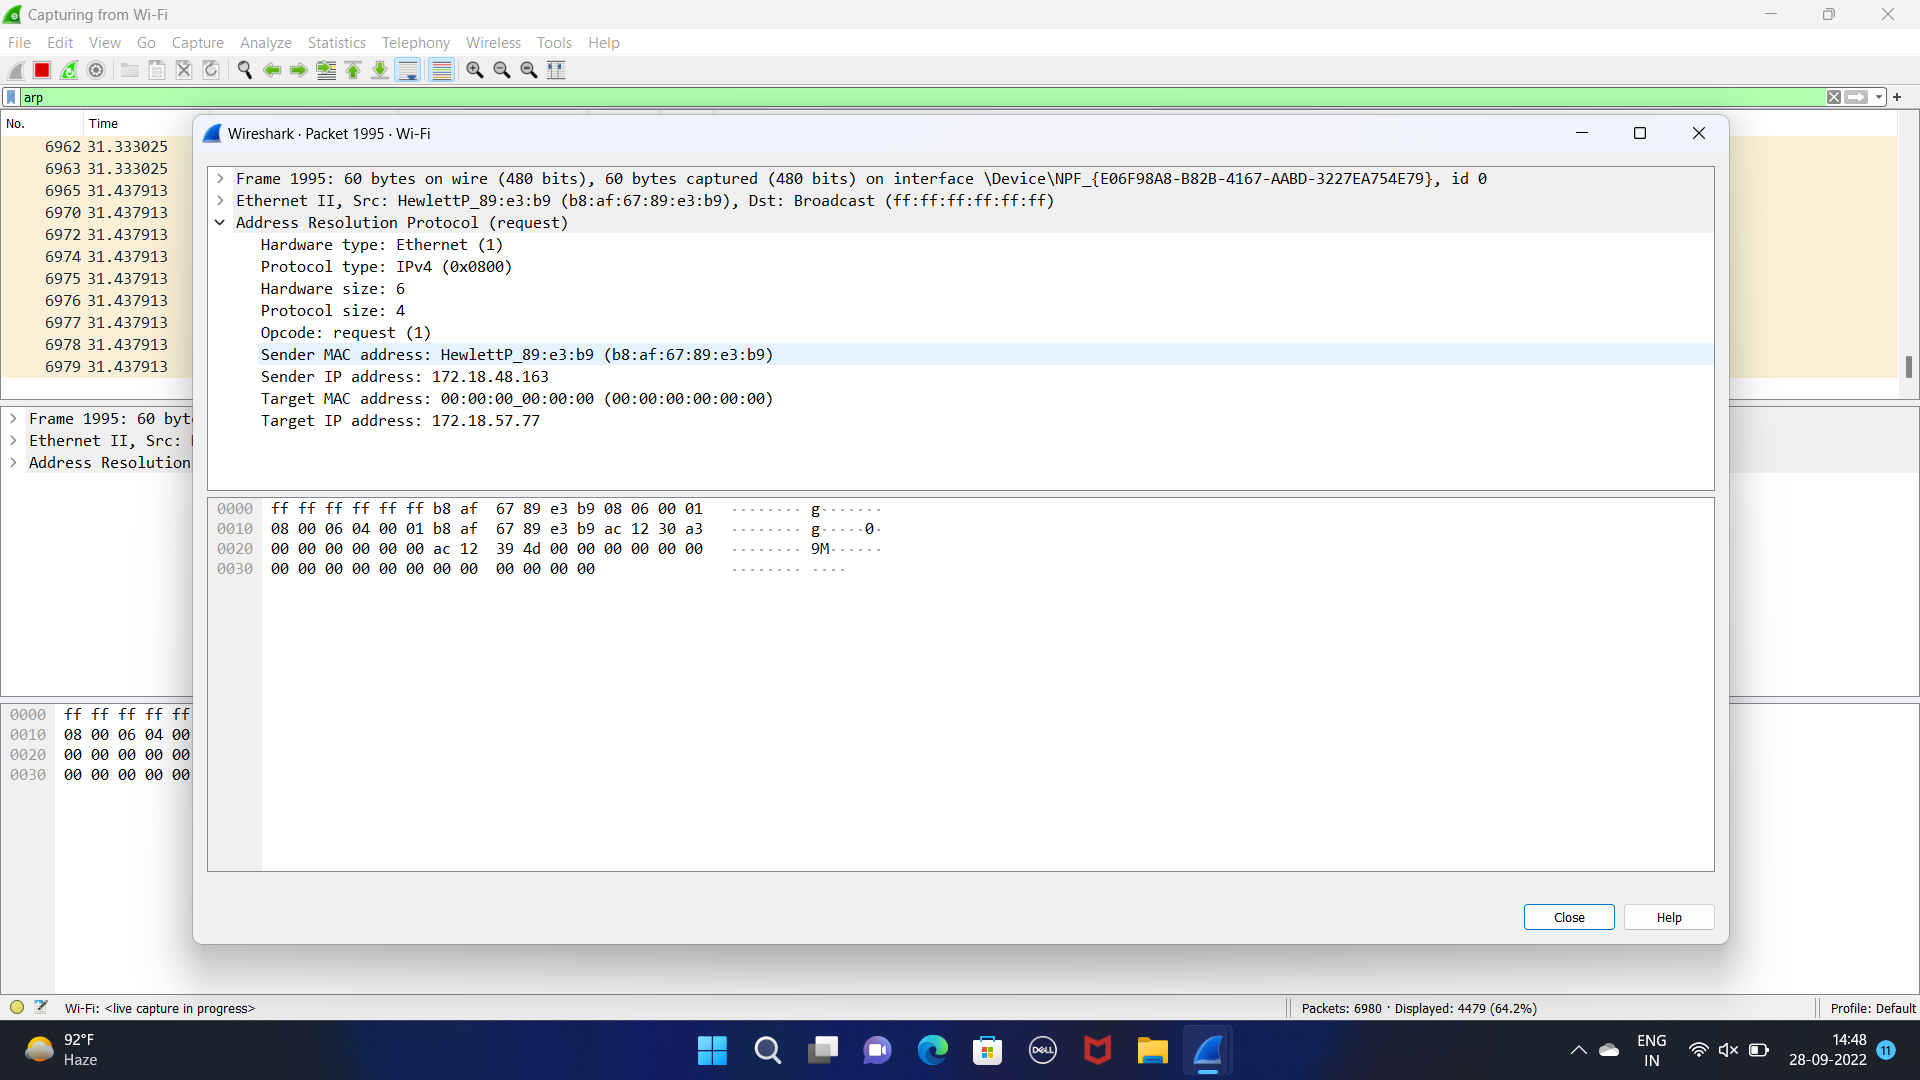 Capturing from Wi-Fi
File Edit View Go Capture Analyze Statistics Telephony Wireless Tools Help
arp
No. Time
6962 31.333025
6963 31.333025
6965 31.437913
6970 31.437913
6972 31.437913
6974 31.437913
6975 31.437913
6976 31.437913
6977 31.437913
6978 31.437913
6979 31.437913
Frame 1995: 60 byt
Ethernet II, Src:
Address Resolution
0000 ff ff ff ff ff
0010 08 00 06 04 00
0020 00 00 00 00 00
0030 00 00 00 00 00
Wireshark · Packet 1995 · Wi-Fi
Frame 1995: 60 bytes on wire (480 bits), 60 bytes captured (480 bits) on interface \Device\NPF_{E06F98A8-B82B-4167-AABD-3227EA754E79}, id 0
Ethernet II, Src: HewlettP_89:e3:b9 (b8:af:67:89:e3:b9), Dst: Broadcast (ff:ff:ff:ff:ff:ff)
Address Resolution Protocol (request)
Hardware type: Ethernet (1)
Protocol type: IPv4 (0x0800)
Hardware size: 6
Protocol size: 4
Opcode: request (1)
Sender MAC address: HewlettP_89:e3:b9 (b8:af:67:89:e3:b9)
Sender IP address: 172.18.48.163
Target MAC address: 00:00:00_00:00:00 (00:00:00:00:00:00)
Target IP address: 172.18.57.77
0000 ff ff ff ff ff ff b8 af 67 89 e3 b9 08 06 00 01 ········ g·······
0010 08 00 06 04 00 01 b8 af 67 89 e3 b9 ac 12 30 a3 ········ g·····0·
0020 00 00 00 00 00 00 ac 12 39 4d 00 00 00 00 00 00 ········ 9M······
0030 00 00 00 00 00 00 00 00 00 00 00 00 ········ ····
Close Help
Wi-Fi: <live capture in progress> Packets: 6980 · Displayed: 4479 (64.2%) Profile: Default
92°F
Haze
DELL
ENG
IN
14:48
28-09-2022
11